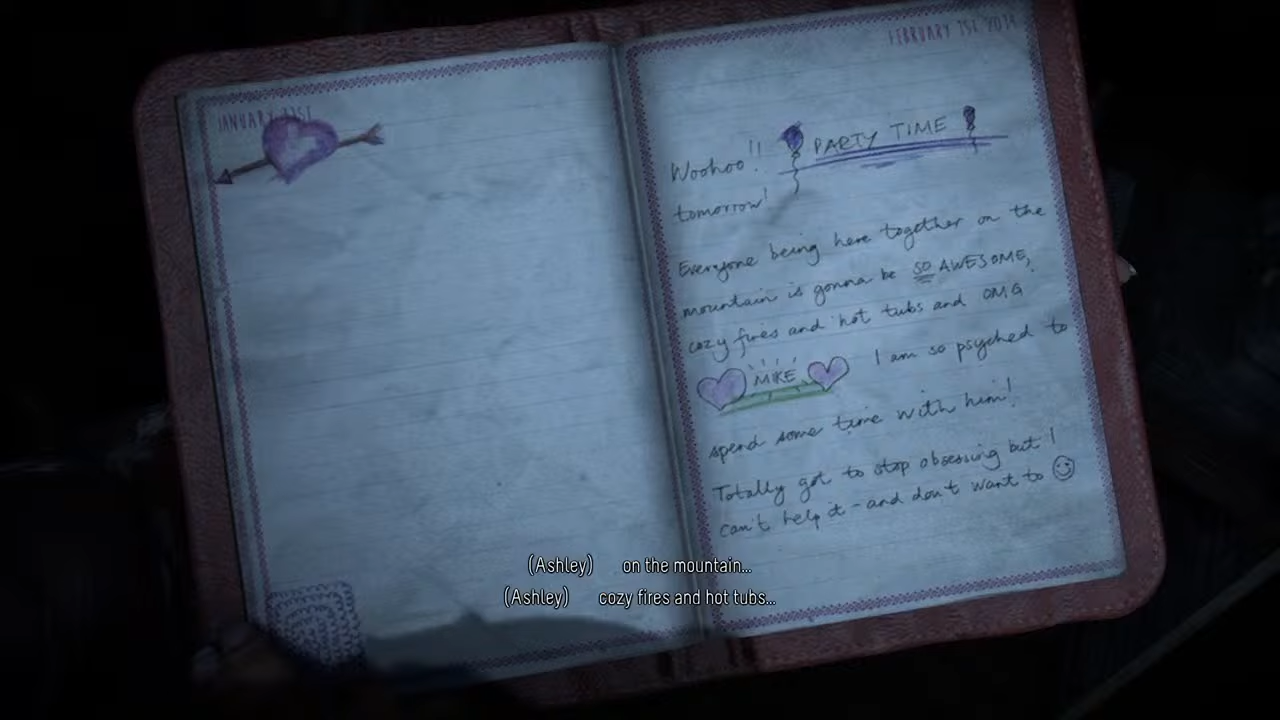 JANUARY 31ST
FEBRUARY 1ST 2014
Woohoo!! PARTY TIME
tomorrow!
Everyone being here together on the
mountain is gonna be SO AWESOME,
cozy fires and hot tubs and OMG
MIKE I am so psyched to
spend some time with him!
Totally got to stop obsessing but I
can't help it - and don't want to
(Ashley) on the mountain...
(Ashley) cozy fires and hot tubs...